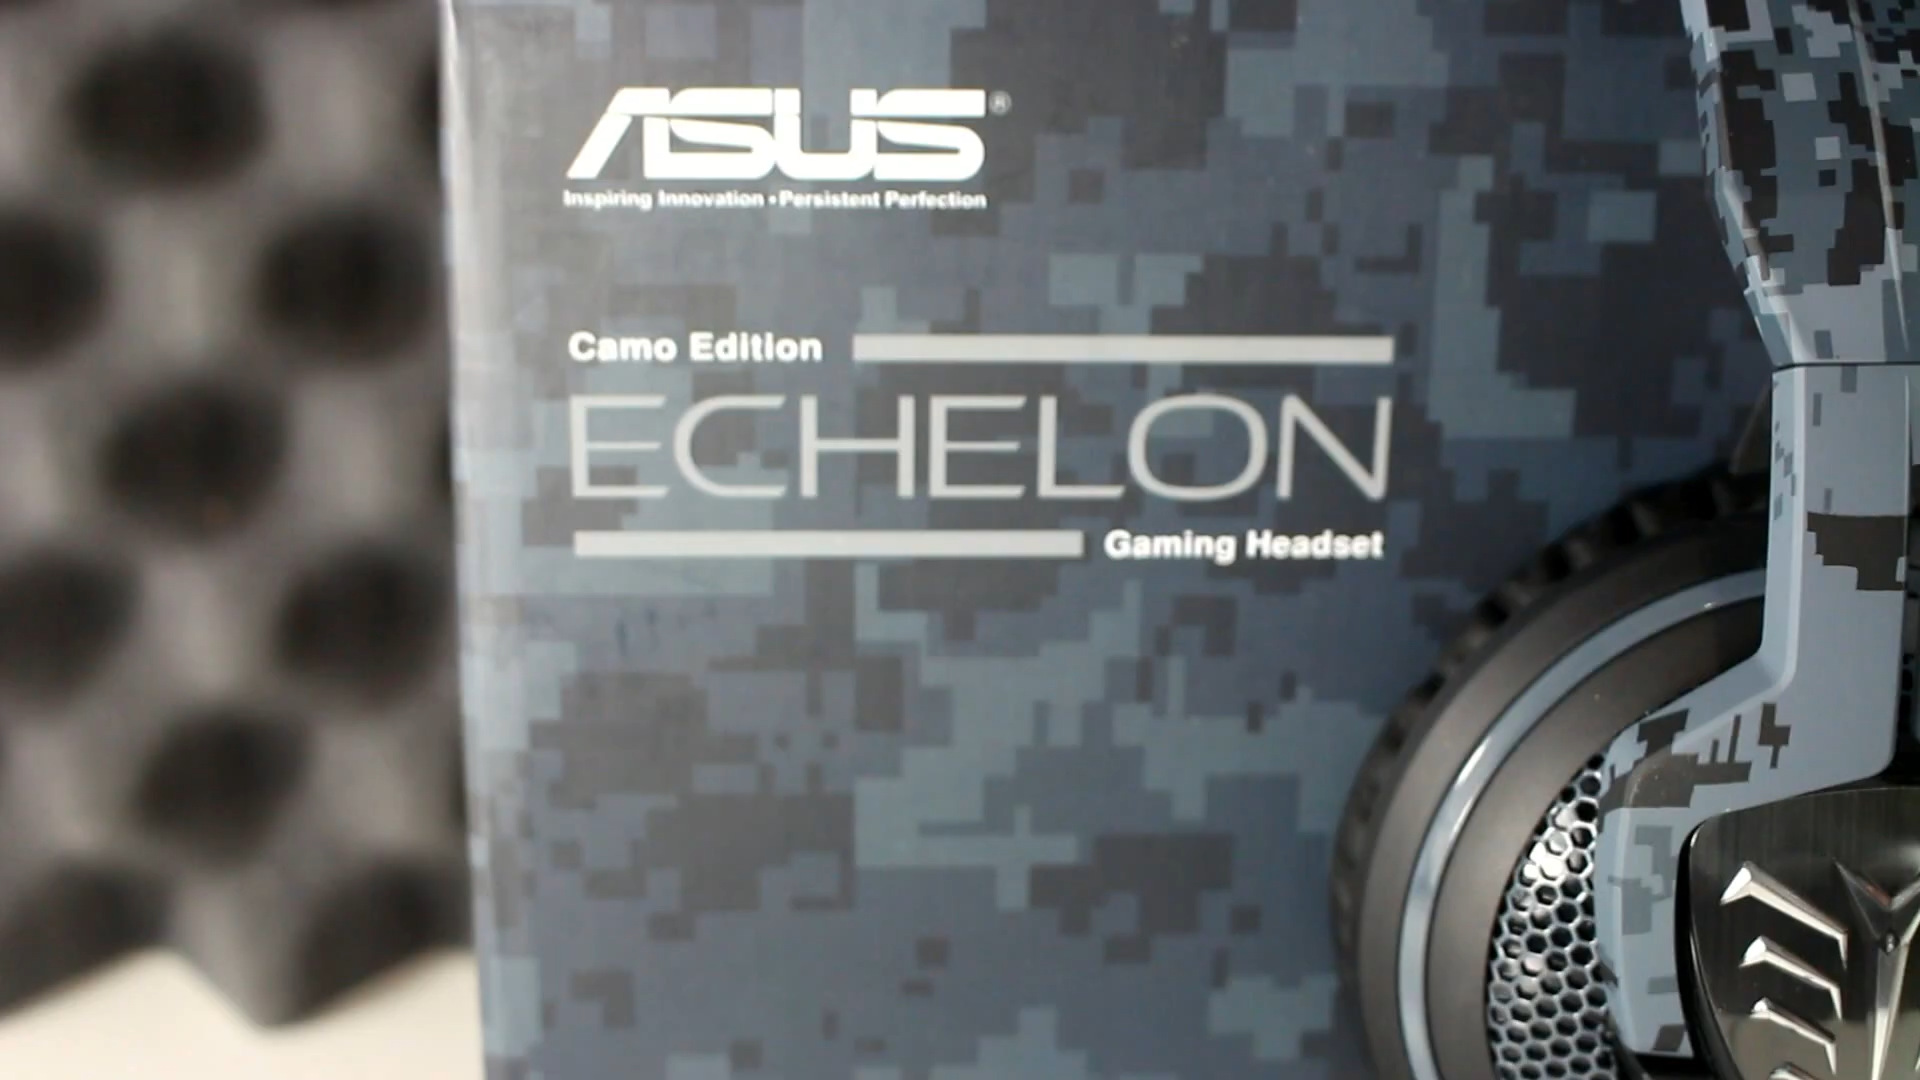 ASUS®
Inspiring Innovation • Persistent Perfection
Camo Edition
ECHELON
Gaming Headset